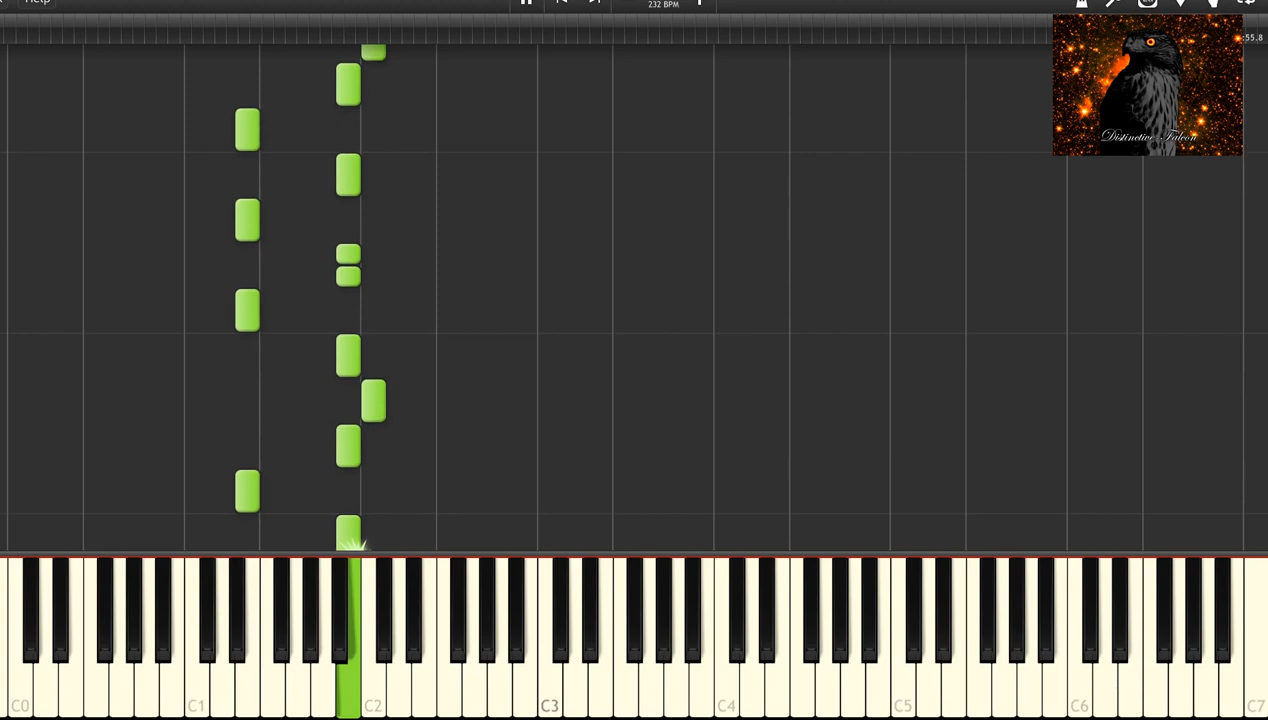 Help
232 BPM
55.8
Distinctive Falcon
C0 C1 C2 C3 C4 C5 C6 C7